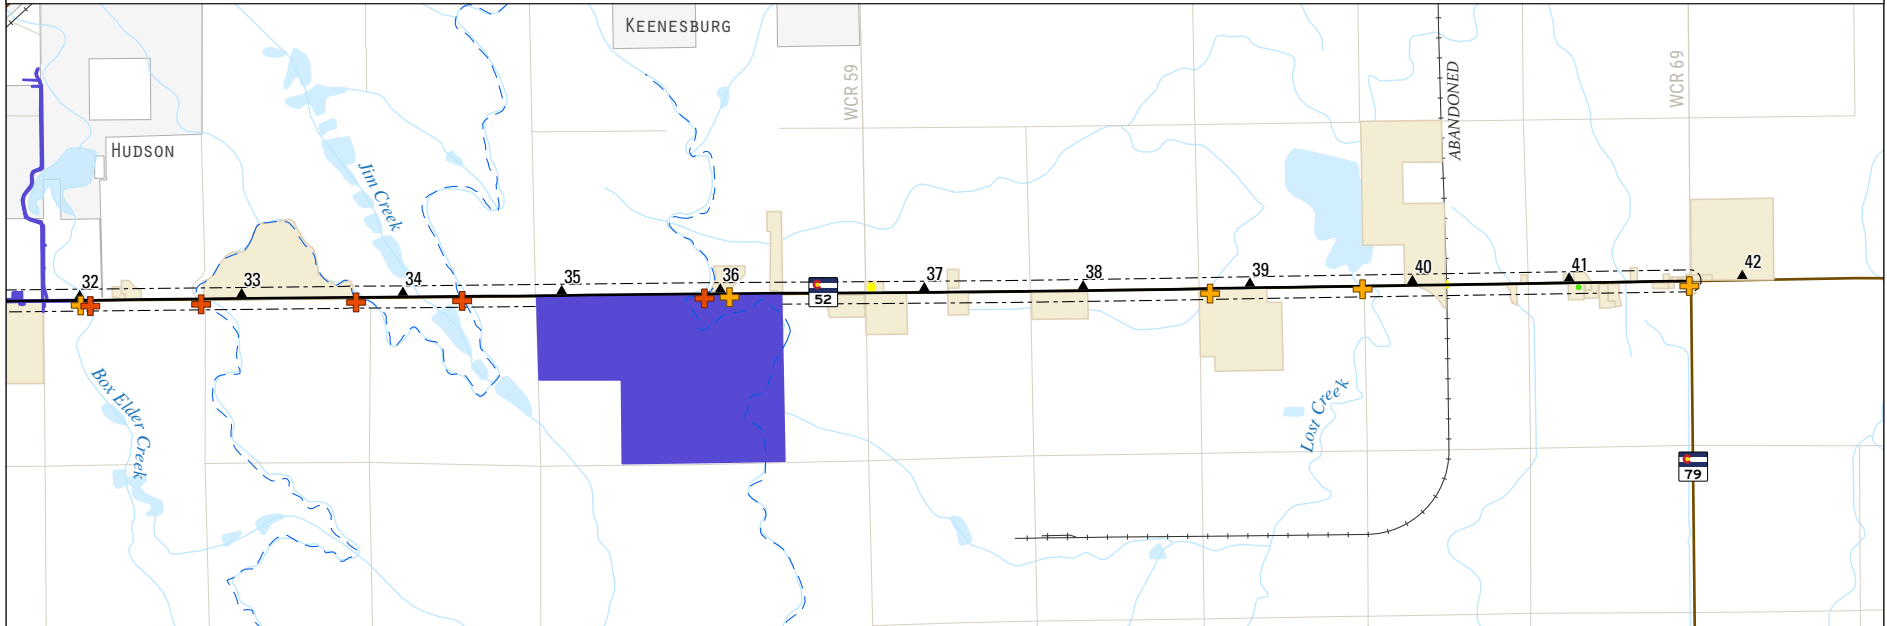 KEENESBURG
WCR 59
WCR 69
ABANDONED
HUDSON
Jim Creek
32
33
34
35
36
37
38
39
40
41
42
52
Box Elder Creek
Lost Creek
79